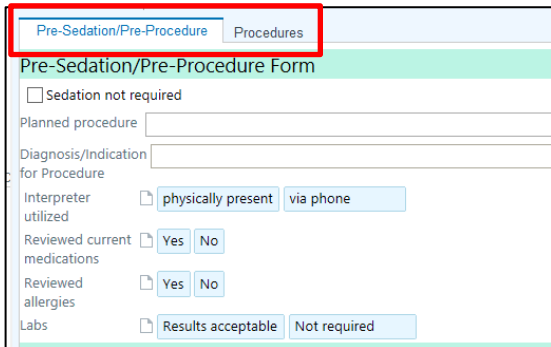 Pre-Sedation/Pre-Procedure Procedures
Pre-Sedation/Pre-Procedure Form
Sedation not required
Planned procedure
Diagnosis/Indication
for Procedure
Interpreter physically present via phone
utilized
Reviewed current Yes No
medications
Reviewed Yes No
allergies
Labs Results acceptable Not required